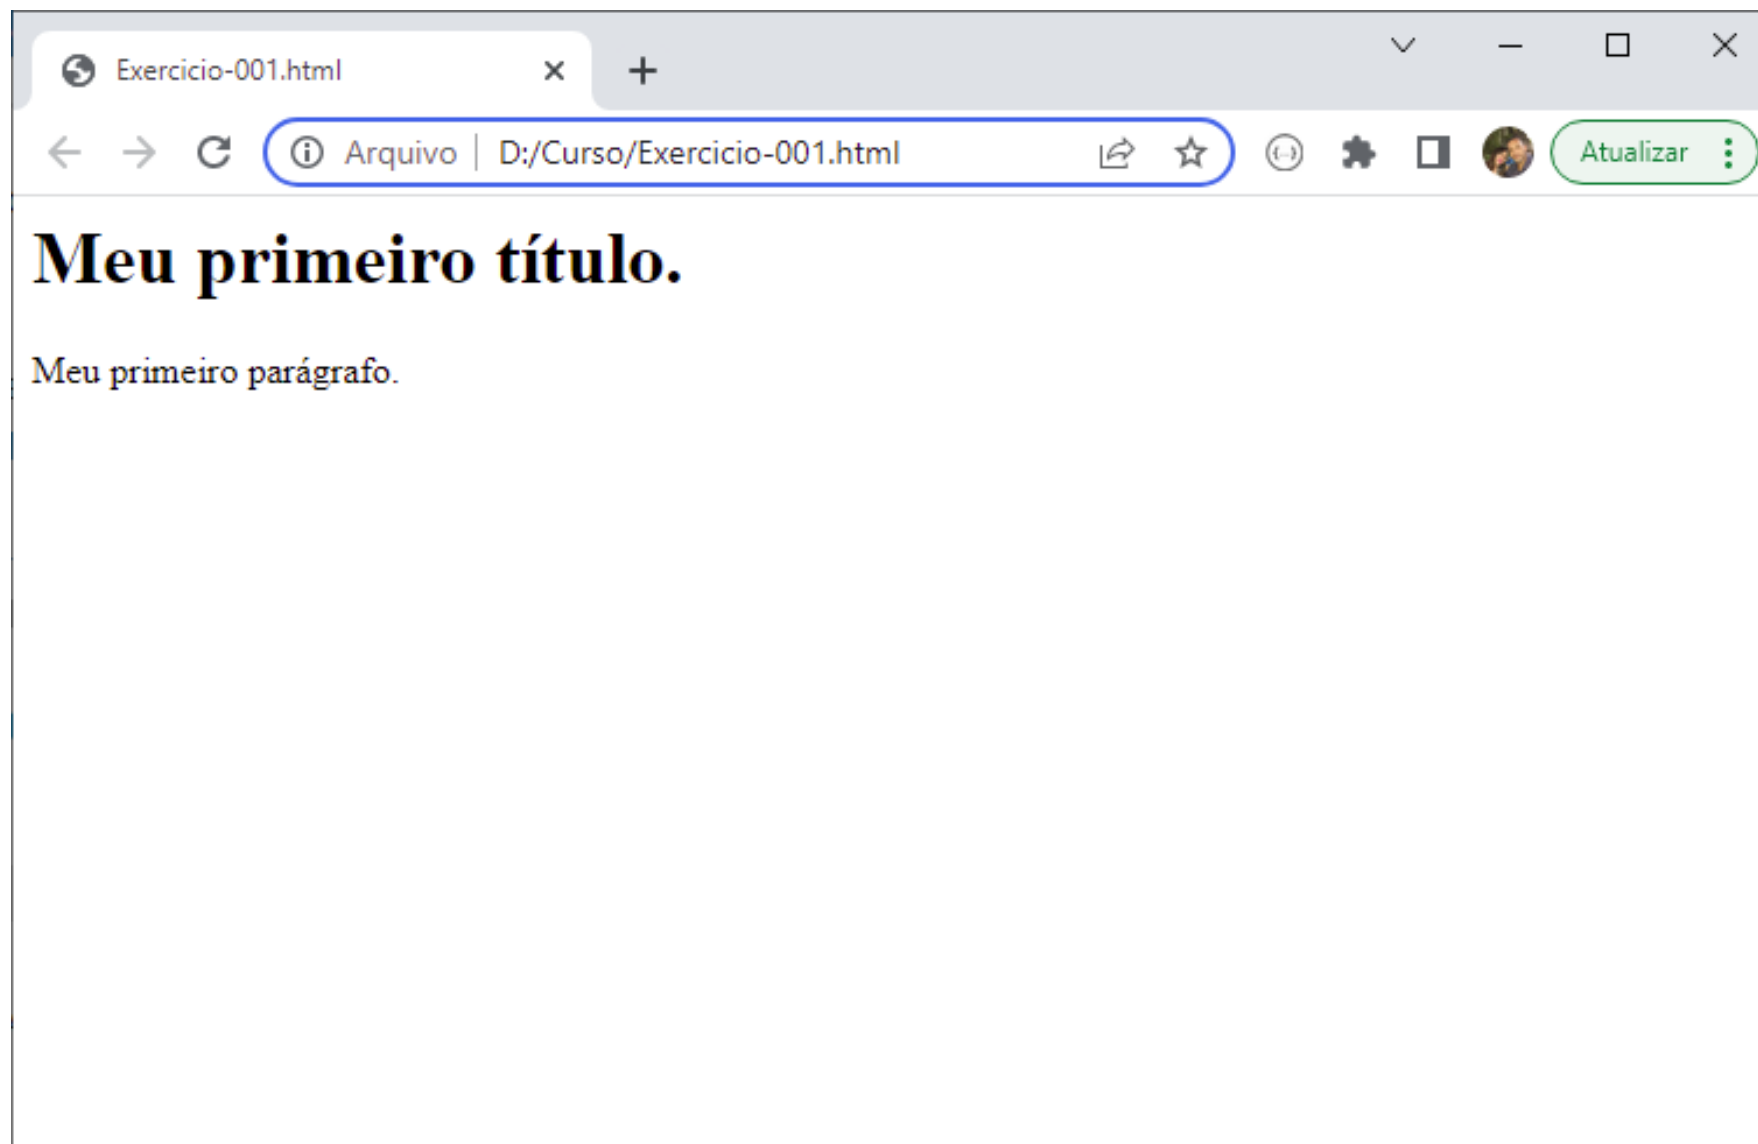 Exercicio-001.html
Arquivo | D:/Curso/Exercicio-001.html
Atualizar
Meu primeiro título.
Meu primeiro parágrafo.